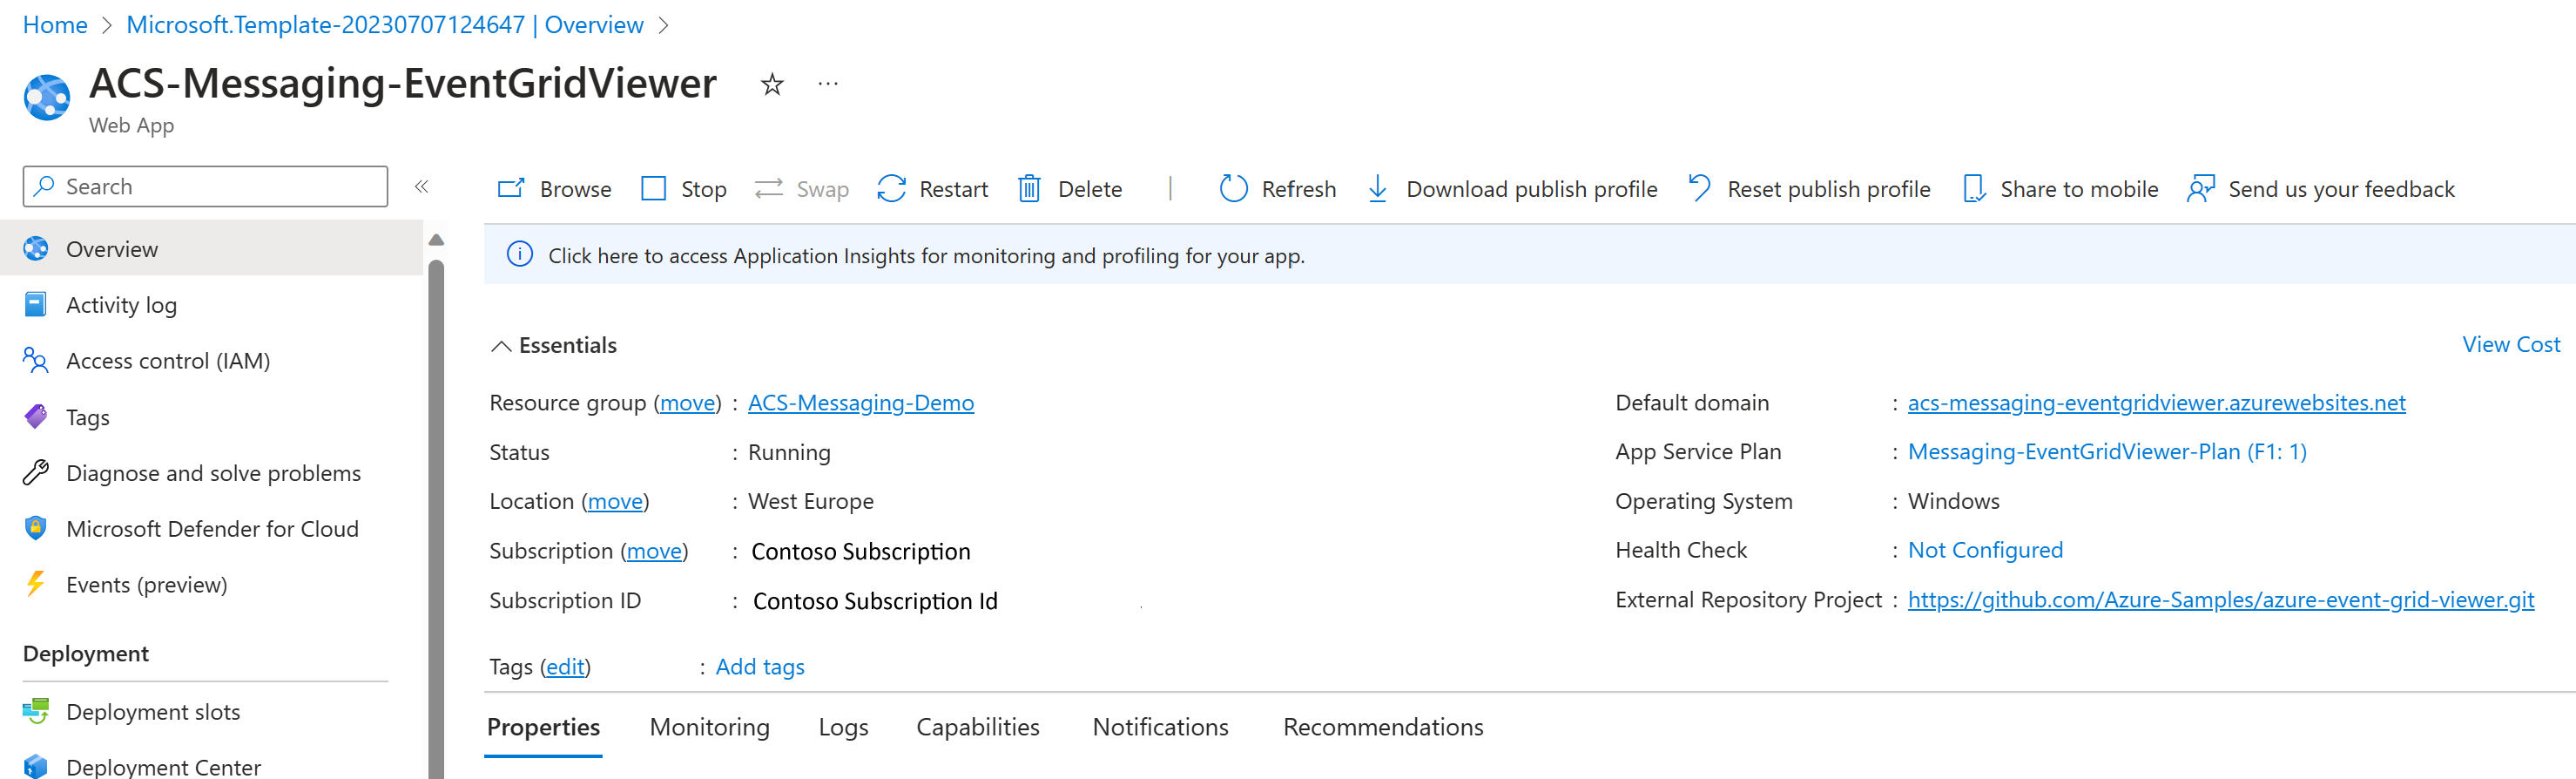 Home > Microsoft.Template-20230707124647 | Overview >
ACS-Messaging-EventGridViewer ☆ ...
Web App
Search «
Browse Stop Swap Restart Delete | Refresh Download publish profile Reset publish profile Share to mobile Send us your feedback
Overview
Activity log
Access control (IAM)
Tags
Diagnose and solve problems
Microsoft Defender for Cloud
Events (preview)
Deployment
Deployment slots
Deployment Center
Click here to access Application Insights for monitoring and profiling for your app.
Essentials
View Cost
Resource group (move) : ACS-Messaging-Demo
Status : Running
Location (move) : West Europe
Subscription (move) : Contoso Subscription
Subscription ID : Contoso Subscription Id
Default domain : acs-messaging-eventgridviewer.azurewebsites.net
App Service Plan : Messaging-EventGridViewer-Plan (F1: 1)
Operating System : Windows
Health Check : Not Configured
External Repository Project : https://github.com/Azure-Samples/azure-event-grid-viewer.git
Tags (edit) : Add tags
Properties Monitoring Logs Capabilities Notifications Recommendations